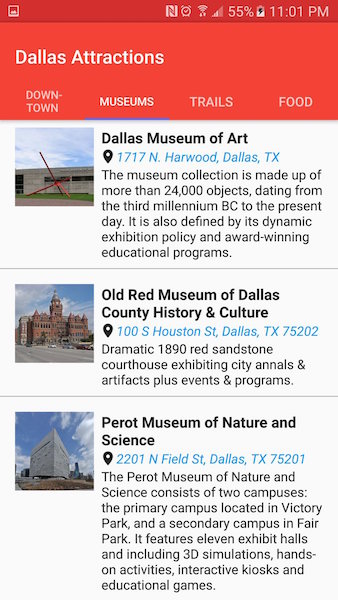 55% 11:01 PM
Dallas Attractions
DOWN-
TOWN
MUSEUMS
TRAILS
FOOD
Dallas Museum of Art
1717 N. Harwood, Dallas, TX
The museum collection is made up of
more than 24,000 objects, dating from
the third millennium BC to the present
day. It is also defined by its dynamic
exhibition policy and award-winning
educational programs.
Old Red Museum of Dallas
County History & Culture
100 S Houston St, Dallas, TX 75202
Dramatic 1890 red sandstone
courthouse exhibiting city annals &
artifacts plus events & programs.
Perot Museum of Nature and
Science
2201 N Field St, Dallas, TX 75201
The Perot Museum of Nature and
Science consists of two campuses:
the primary campus located in Victory
Park, and a secondary campus in Fair
Park. It features eleven exhibit halls
and including 3D simulations, hands-
on activities, interactive kiosks and
educational games.